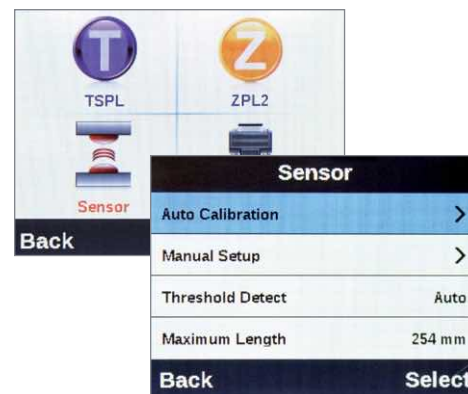 T
Z
TSPL
ZPL2
Sensor
Back
Sensor
Auto Calibration
Manual Setup
Threshold Detect Auto
Maximum Length 254 mm
Back Select